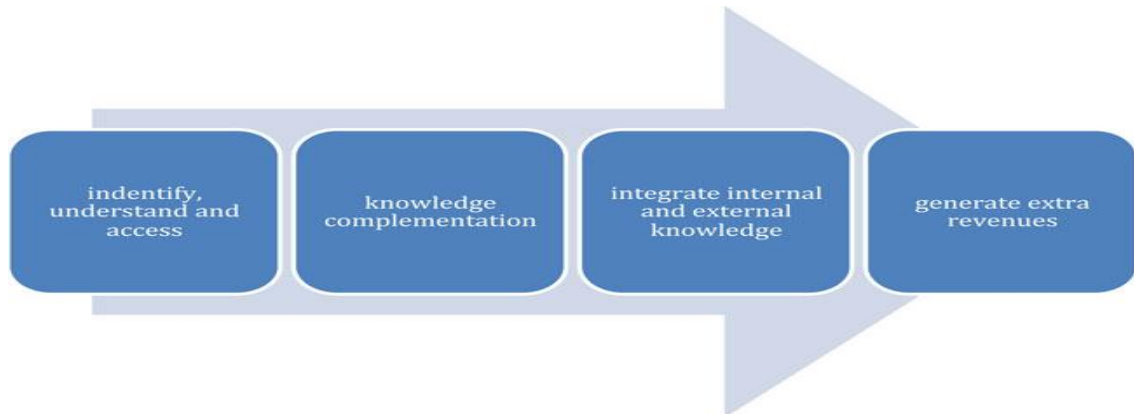 indentify,
understand and
access
knowledge
complementation
integrate internal
and external
knowledge
generate extra
revenues